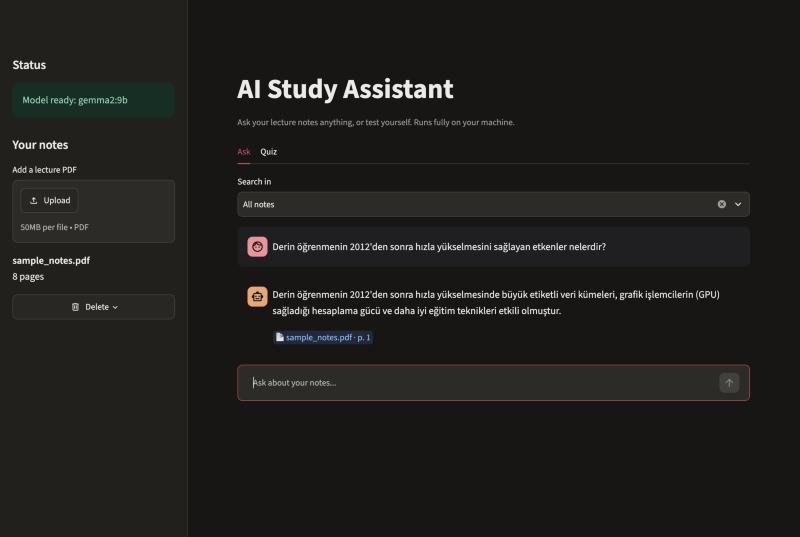 Status
Model ready: gemma2:9b
Your notes
Add a lecture PDF
Upload
50MB per file • PDF
sample_notes.pdf
8 pages
Delete
AI Study Assistant
Ask your lecture notes anything, or test yourself. Runs fully on your machine.
Ask Quiz
Search in
All notes
Derin öğrenmenin 2012'den sonra hızla yükselmesini sağlayan etkenler nelerdir?
Derin öğrenmenin 2012'den sonra hızla yükselmesinde büyük etiketli veri kümeleri, grafik işlemcilerin (GPU)
sağladığı hesaplama gücü ve daha iyi eğitim teknikleri etkili olmuştur.
sample_notes.pdf · p. 1
Ask about your notes...